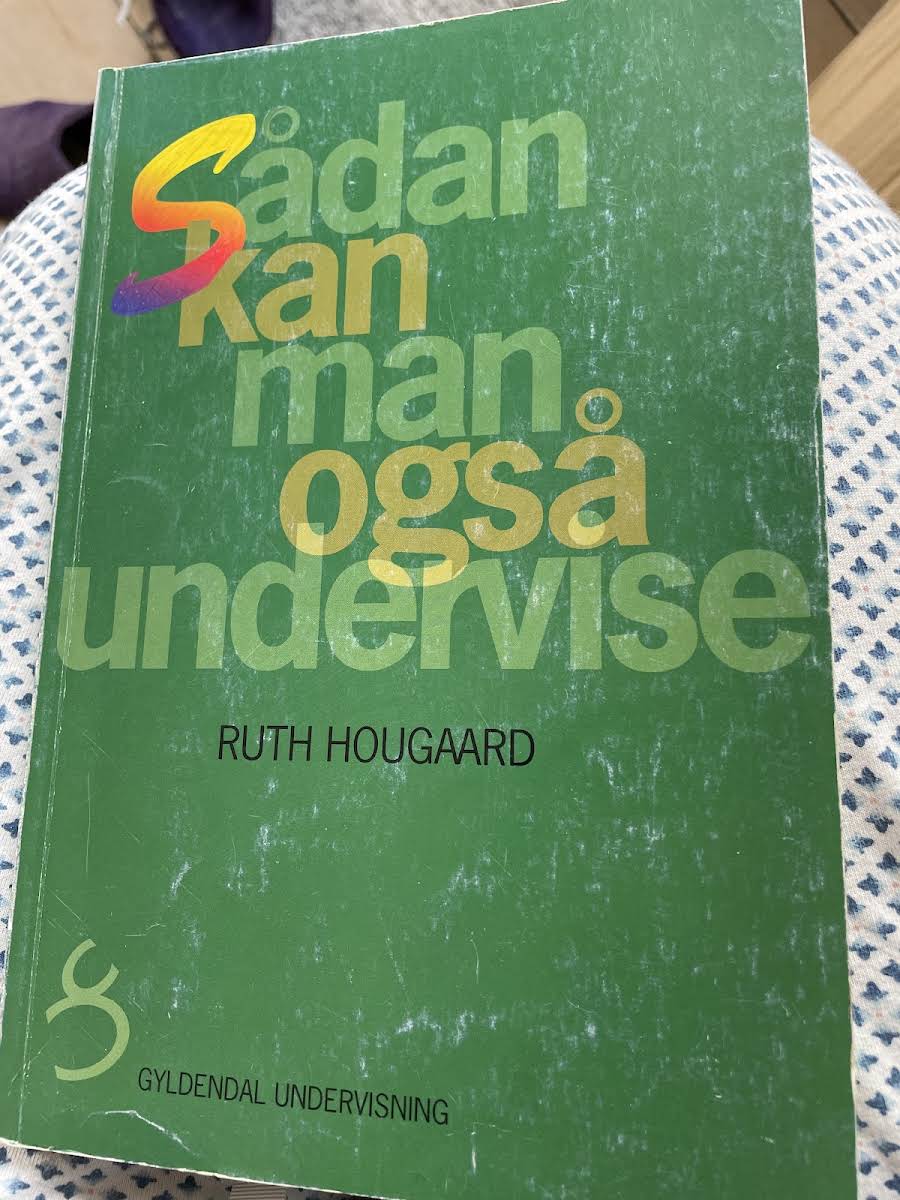 Sådan
kan
man
også
undervise
RUTH HOUGAARD
GYLDENDAL UNDERVISNING